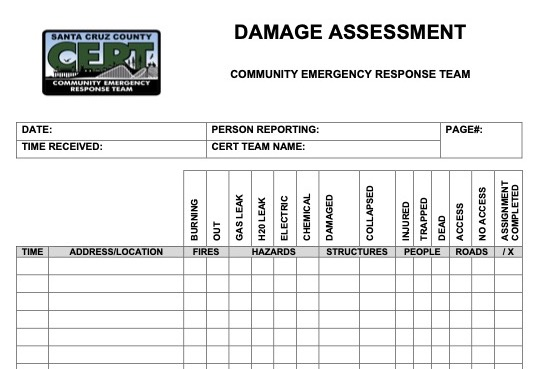 SANTA CRUZ COUNTY
CERT
COMMUNITY EMERGENCY
RESPONSE TEAM
DAMAGE ASSESSMENT
COMMUNITY EMERGENCY RESPONSE TEAM
DATE: PERSON REPORTING: PAGE#:
TIME RECEIVED: CERT TEAM NAME:
BURNING OUT GAS LEAK H20 LEAK ELECTRIC CHEMICAL DAMAGED COLLAPSED INJURED TRAPPED DEAD ACCESS NO ACCESS ASSIGNMENT COMPLETED
TIME ADDRESS/LOCATION FIRES HAZARDS STRUCTURES PEOPLE ROADS / X